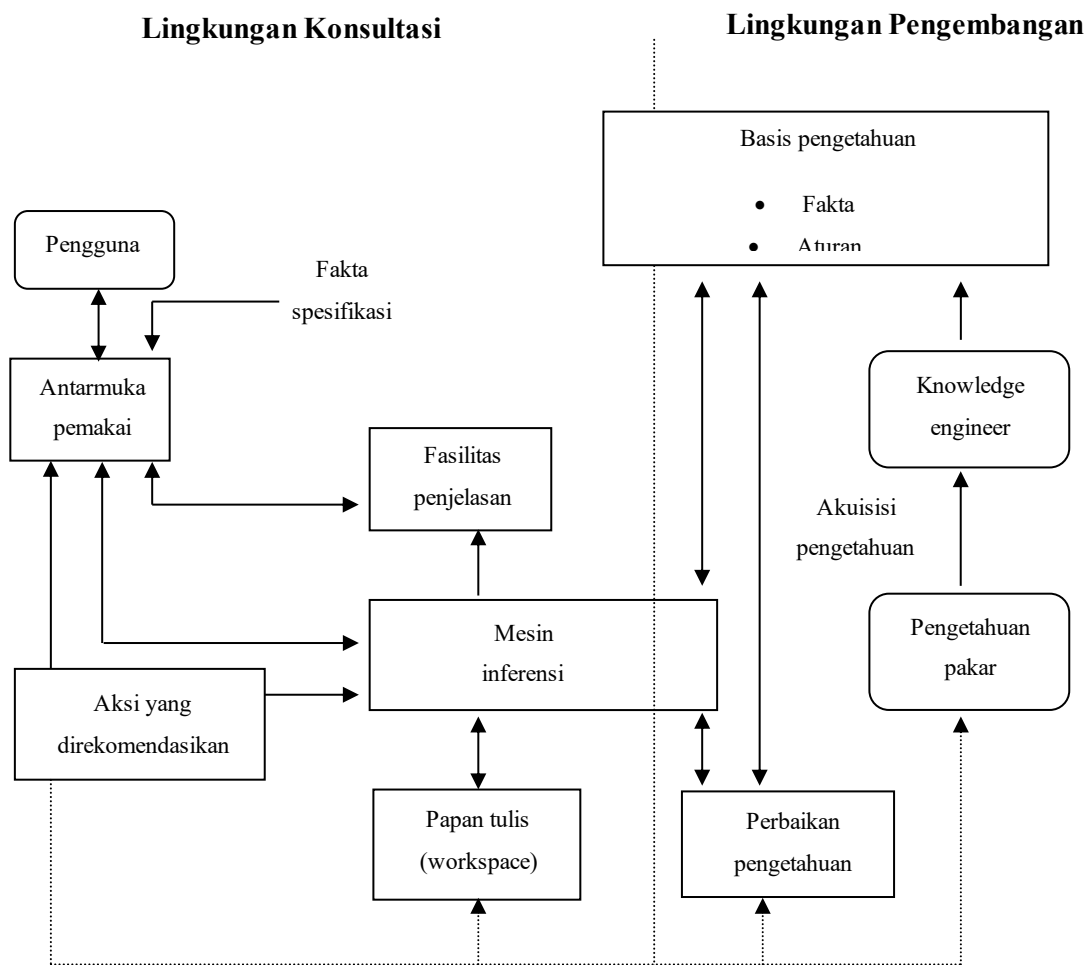 Lingkungan Konsultasi
Lingkungan Pengembangan
Basis pengetahuan
• Fakta
• Aturan
Pengguna
Fakta
spesifikasi
Antarmuka
pemakai
Knowledge
engineer
Fasilitas
penjelasan
Akuisisi
pengetahuan
Mesin
inferensi
Pengetahuan
pakar
Aksi yang
direkomendasikan
Papan tulis
(workspace)
Perbaikan
pengetahuan